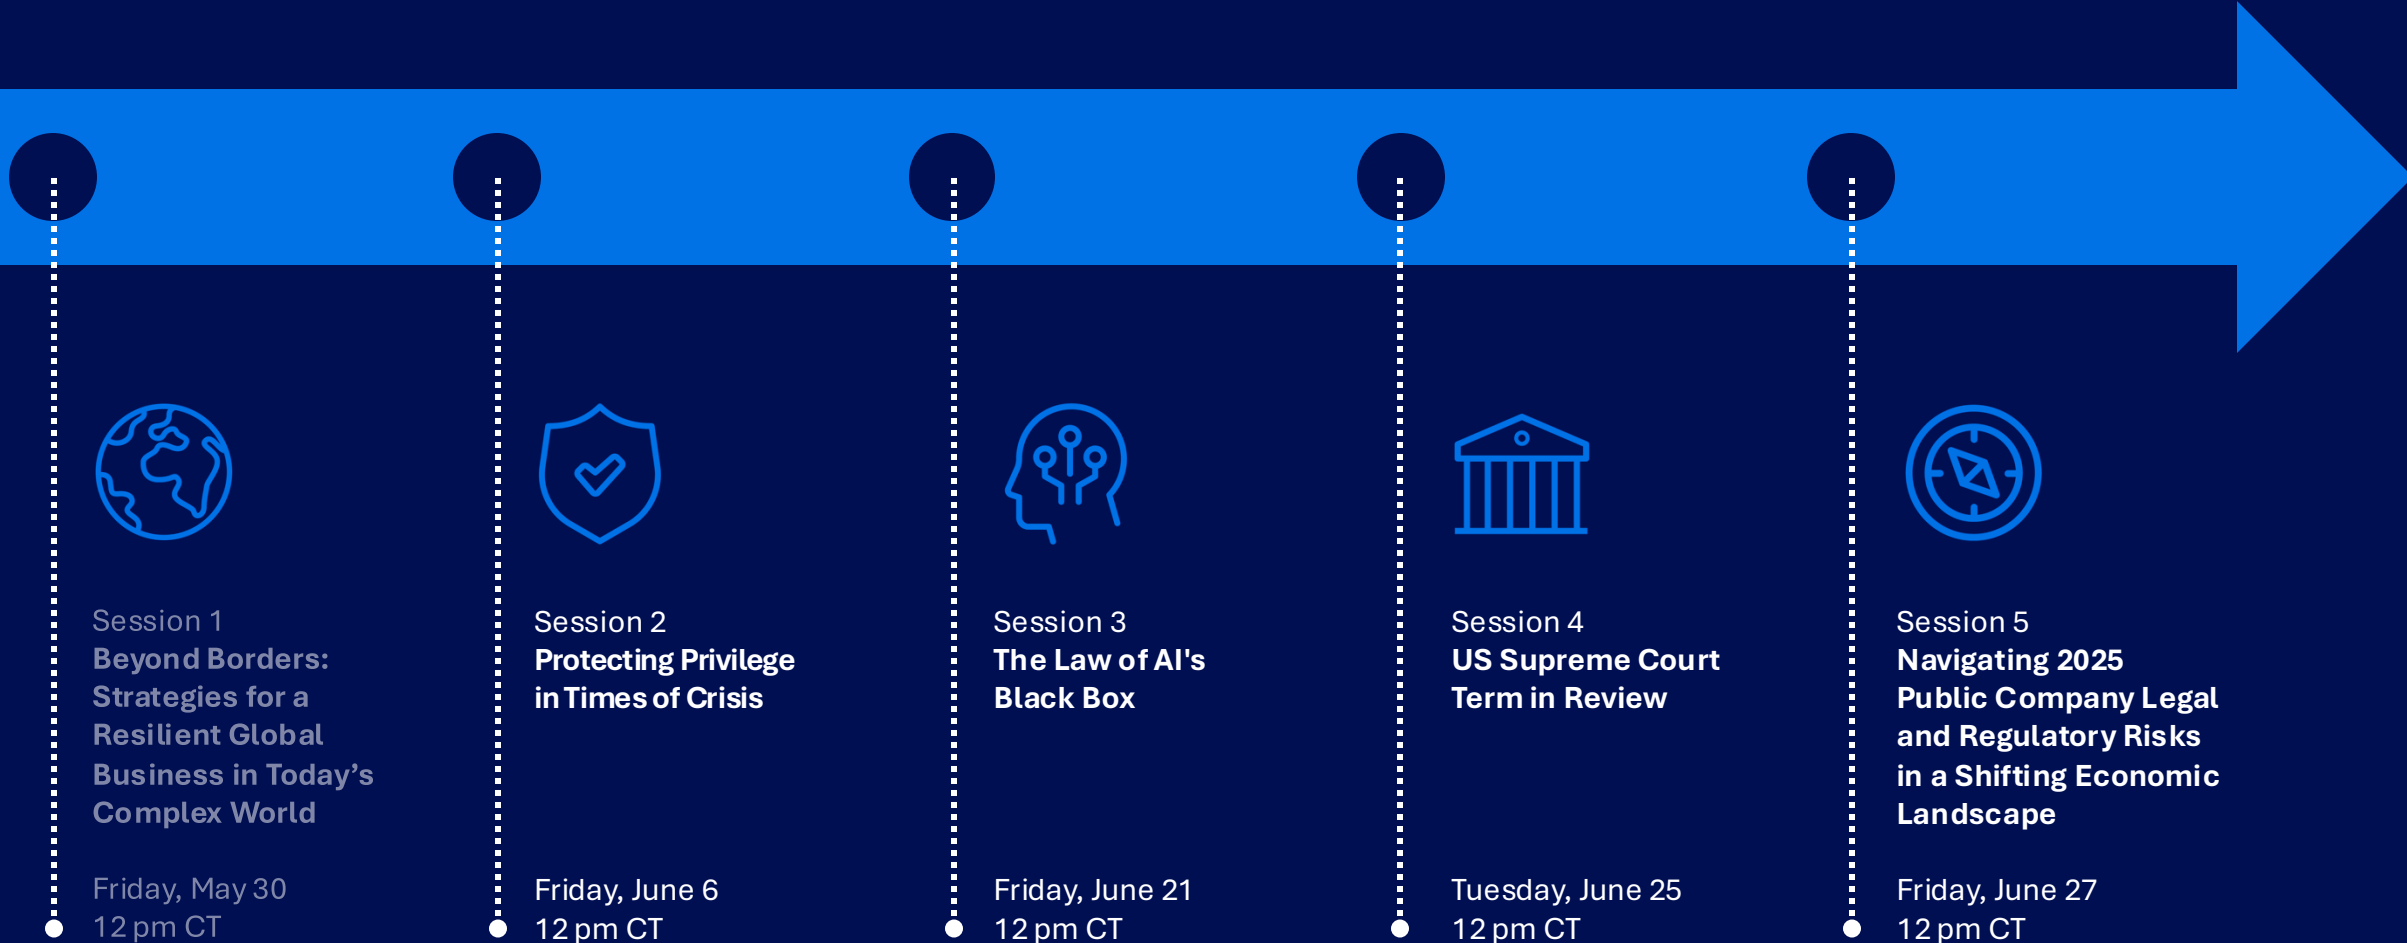 Session 1
Beyond Borders:
Strategies for a
Resilient Global
Business in Today’s
Complex World
Friday, May 30
12 pm CT
Session 2
Protecting Privilege
in Times of Crisis
Friday, June 6
12 pm CT
Session 3
The Law of AI's
Black Box
Friday, June 21
12 pm CT
Session 4
US Supreme Court
Term in Review
Tuesday, June 25
12 pm CT
Session 5
Navigating 2025
Public Company Legal
and Regulatory Risks
in a Shifting Economic
Landscape
Friday, June 27
12 pm CT